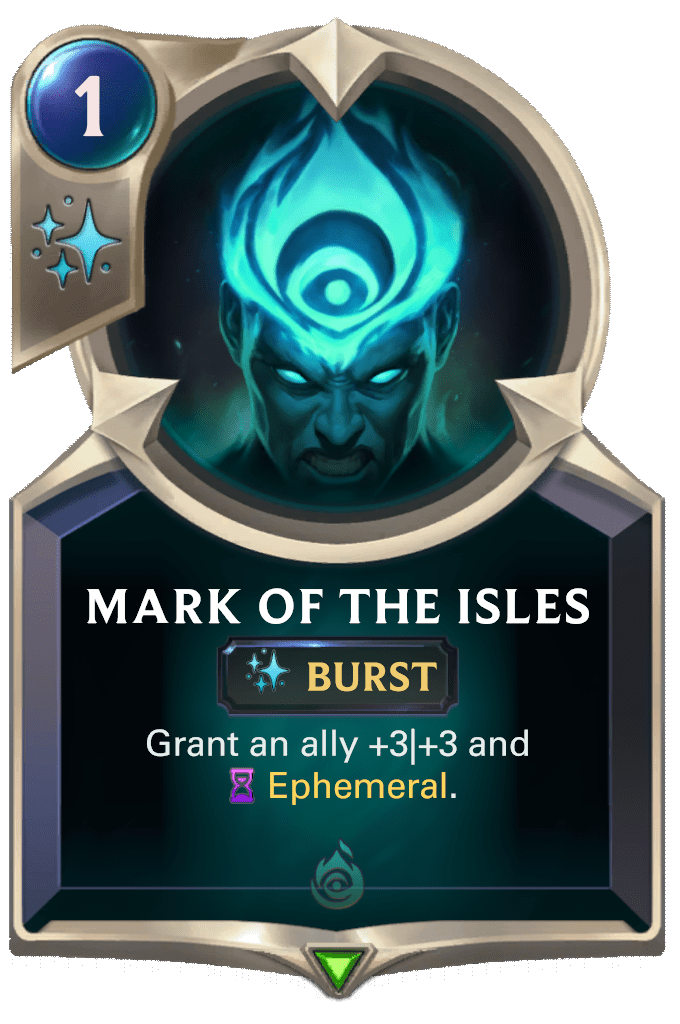 1
MARK OF THE ISLES
BURST
Grant an ally +3|+3 and
Ephemeral.